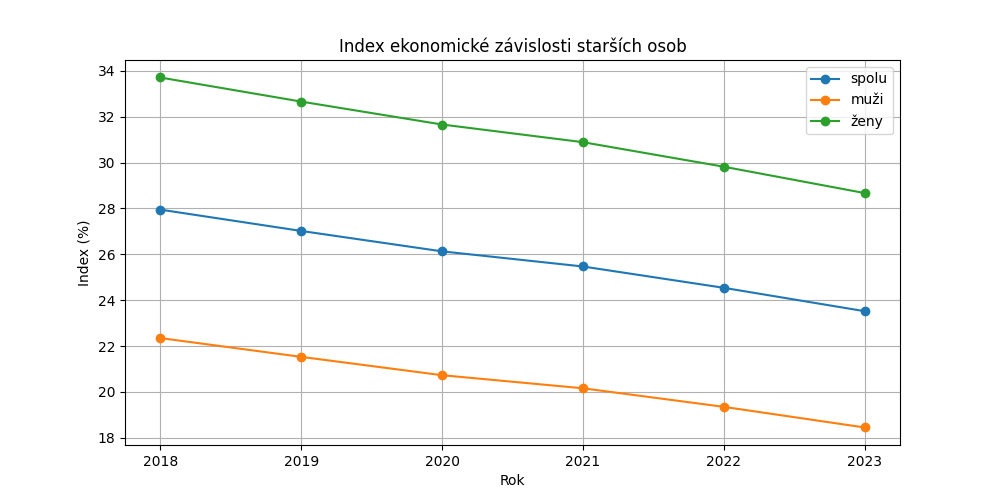 Index ekonomické závislosti starších osob
spolu
muži
ženy
Index (%)
34
32
30
28
26
24
22
20
18
2018 2019 2020 2021 2022 2023
Rok